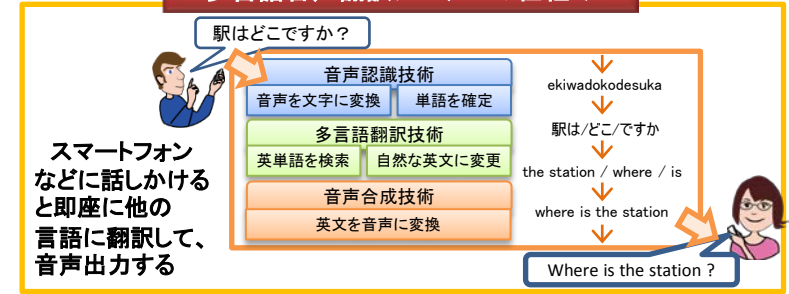 駅はどこですか？
音声認識技術
音声を文字に変換
単語を確定
多言語翻訳技術
英単語を検索
自然な英文に変更
音声合成技術
英文を音声に変換
ekiwadokodesuka
駅は/どこ/ですか
the station / where / is
where is the station
スマートフォン
などに話しかける
と即座に他の
言語に翻訳して、
音声出力する
Where is the station ?